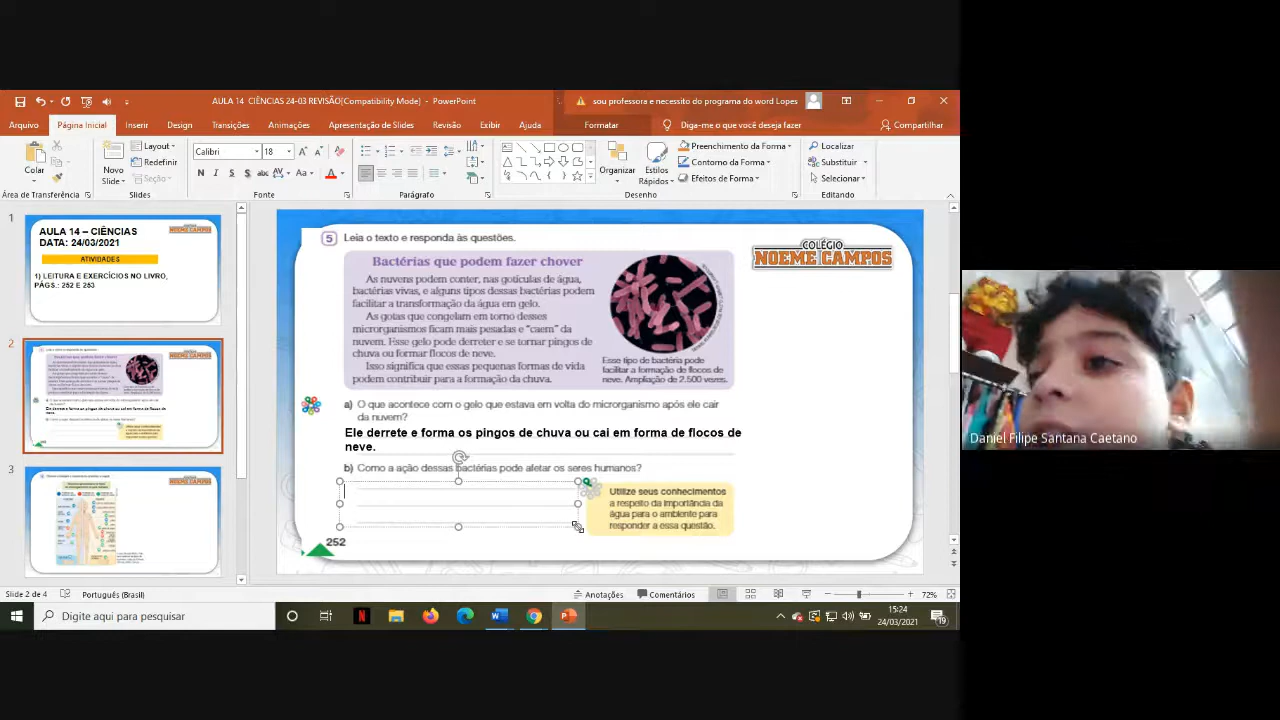 AULA 14 CIÊNCIAS 24-03 REVISÃO[Compatibility Mode] - PowerPoint
sou professora e necessito do programa do word Lopes
Arquivo Página Inicial Inserir Design Transições Animações Apresentação de Slides Revisão Exibir Ajuda Formatar Diga-me o que você deseja fazer Compartilhar
Colar
Novo
Slide
Layout
Redefinir
Seção
Calibri 18
N I S S abc AV Aa A
Organizar
Estilos
Rápidos
Preenchimento da Forma
Contorno da Forma
Efeitos de Forma
Localizar
Substituir
Selecionar
Área de Transferência Slides Fonte Parágrafo Desenho Editando
1
AULA 14 – CIÊNCIAS
DATA: 24/03/2021
NOEME CAMPOS
ATIVIDADES
1) LEITURA E EXERCÍCIOS NO LIVRO,
PÁGS.: 252 E 253
2
3
5 Leia o texto e responda às questões.
COLÉGIO
NOEME CAMPOS
Bactérias que podem fazer chover
As nuvens podem conter, nas gotículas de água,
bactérias vivas, e alguns tipos dessas bactérias podem
facilitar a transformação da água em gelo.
As gotas que congelam em torno desses
microrganismos ficam mais pesadas e “caem” da
nuvem. Esse gelo pode derreter e se tornar pingos de
chuva ou formar flocos de neve.
Isso significa que essas pequenas formas de vida
podem contribuir para a formação da chuva.
Esse tipo de bactéria pode
facilitar a formação de flocos de
neve. Ampliação de 2.500 vezes.
a) O que acontece com o gelo que estava em volta do microrganismo após ele cair
da nuvem?
Ele derrete e forma os pingos de chuva ou cai em forma de flocos de
neve.
b) Como a ação dessas bactérias pode afetar os seres humanos?
Utilize seus conhecimentos
a respeito da importância da
água para o ambiente para
responder a essa questão.
252
Daniel Filipe Santana Caetano
Slide 2 de 4 Português (Brasil) Anotações Comentários 72%
Digite aqui para pesquisar
15:24
24/03/2021
19